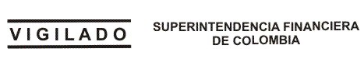 VIGILADO
SUPERINTENDENCIA FINANCIERA
DE COLOMBIA